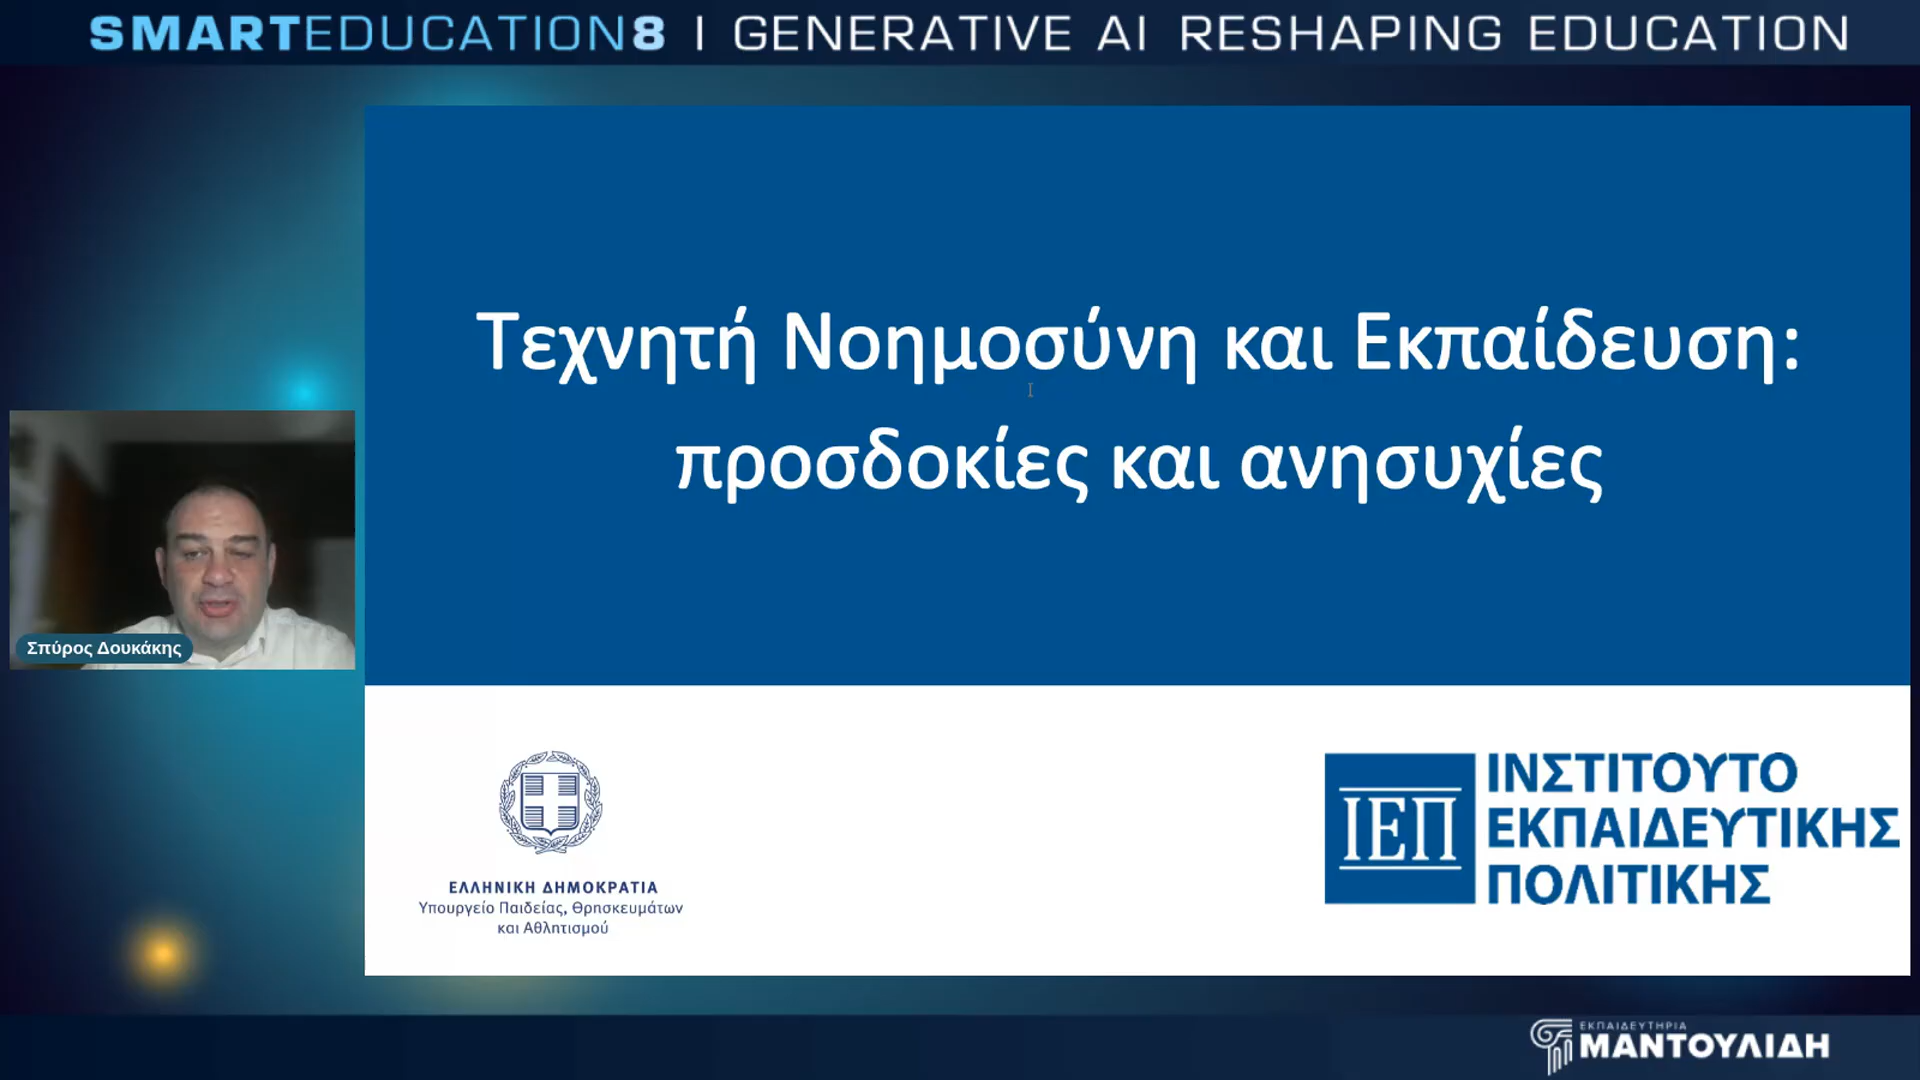 SMARTEDUCATION8 | GENERATIVE AI RESHAPING EDUCATION
Τεχνητή Νοημοσύνη και Εκπαίδευση:
προσδοκίες και ανησυχίες
Σπύρος Δουκάκης
ΕΛΛΗΝΙΚΗ ΔΗΜΟΚΡΑΤΙΑ
Υπουργείο Παιδείας, Θρησκευμάτων
και Αθλητισμού
ΙΕΠ
ΙΝΣΤΙΤΟΥΤΟ
ΕΚΠΑΙΔΕΥΤΙΚΗΣ
ΠΟΛΙΤΙΚΗΣ
ΕΚΠΑΙΔΕΥΤΗΡΙΑ
ΜΑΝΤΟΥΛΙΔΗ